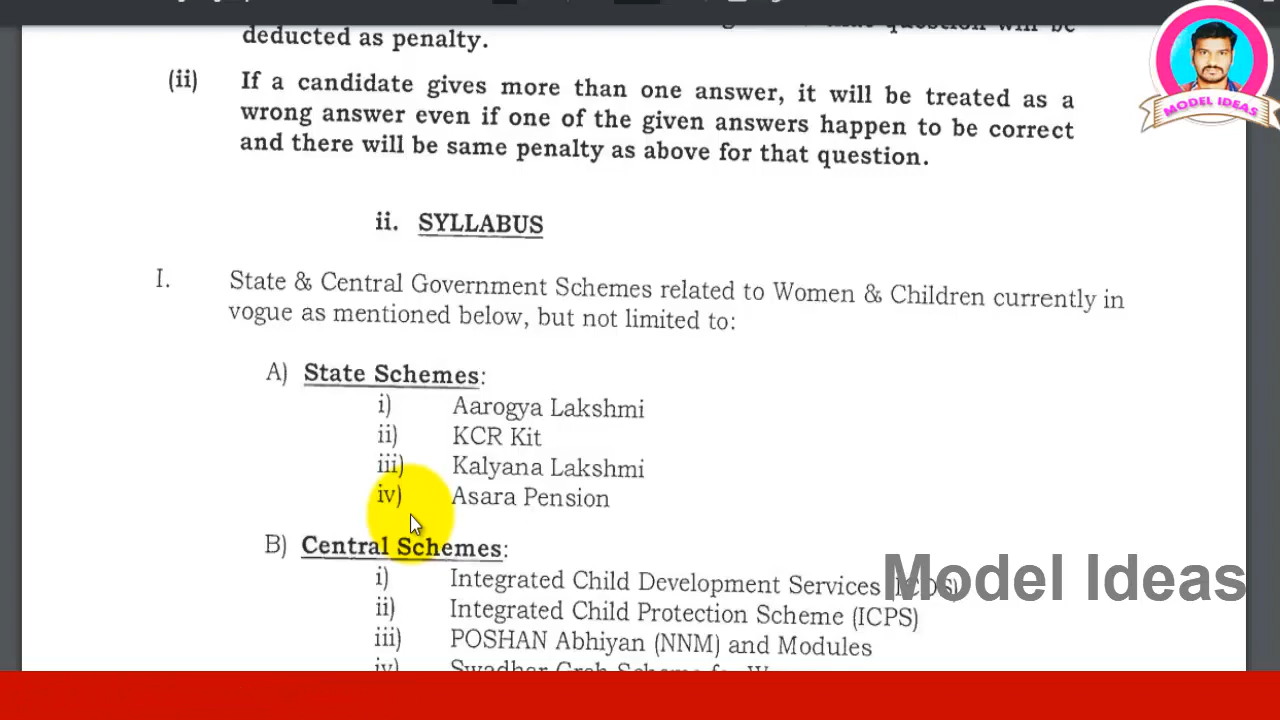 deducted as penalty.
(ii) If a candidate gives more than one answer, it will be treated as a
wrong answer even if one of the given answers happen to be correct
and there will be same penalty as above for that question.
ii. SYLLABUS
I. State & Central Government Schemes related to Women & Children currently in
vogue as mentioned below, but not limited to:
A) State Schemes:
i) Aarogya Lakshmi
ii) KCR Kit
iii) Kalyana Lakshmi
iv) Asara Pension
B) Central Schemes:
i) Integrated Child Development Services (ICDS)
ii) Integrated Child Protection Scheme (ICPS)
iii) POSHAN Abhiyan (NNM) and Modules
MODEL IDEAS
Model Ideas